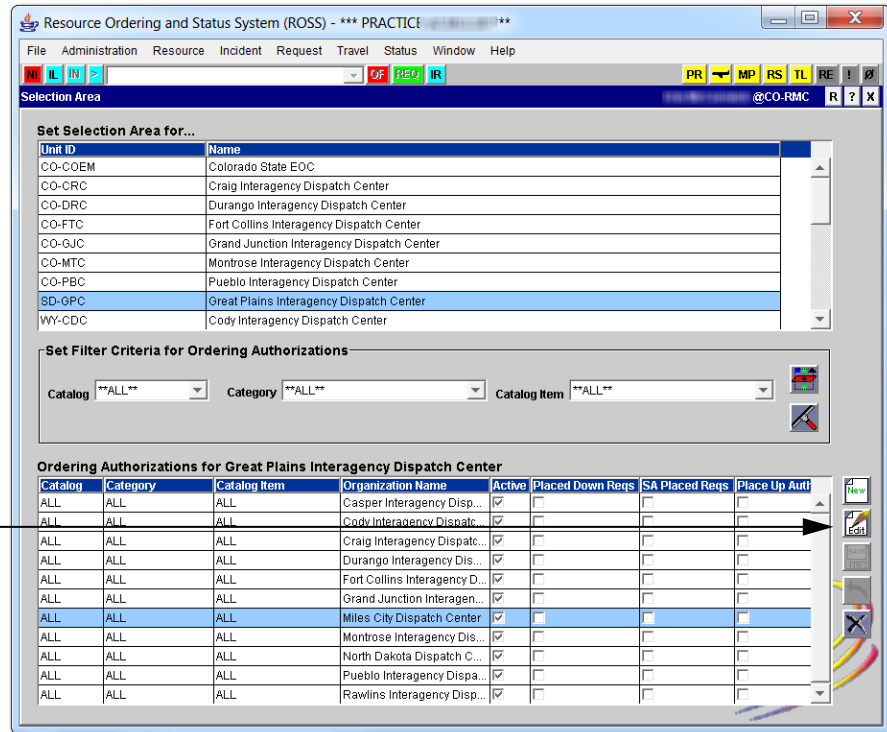 Resource Ordering and Status System (ROSS) - *** PRACTICE **
File Administration Resource Incident Request Travel Status Window Help
NI IL IN > OF REQ IR PR MP RS TL RE ! Ø
Selection Area @CO-RMC R ? X
Set Selection Area for...
Unit ID Name
CO-COEM Colorado State EOC
CO-CRC Craig Interagency Dispatch Center
CO-DRC Durango Interagency Dispatch Center
CO-FTC Fort Collins Interagency Dispatch Center
CO-GJC Grand Junction Interagency Dispatch Center
CO-MTC Montrose Interagency Dispatch Center
CO-PBC Pueblo Interagency Dispatch Center
SD-GPC Great Plains Interagency Dispatch Center
WY-CDC Cody Interagency Dispatch Center
Set Filter Criteria for Ordering Authorizations
Catalog **ALL** Category **ALL** Catalog Item **ALL**
Ordering Authorizations for Great Plains Interagency Dispatch Center
Catalog Category Catalog Item Organization Name Active Placed Down Reqs SA Placed Reqs Place Up Auth
New
ALL ALL ALL Casper Interagency Disp...
ALL ALL ALL Cody Interagency Dispatc...
Edit
ALL ALL ALL Craig Interagency Dispatc...
SAVE
ALL ALL ALL Durango Interagency Dis...
ALL ALL ALL Fort Collins Interagency D...
ALL ALL ALL Grand Junction Interagen...
ALL ALL ALL Miles City Dispatch Center
ALL ALL ALL Montrose Interagency Dis...
ALL ALL ALL North Dakota Dispatch C...
ALL ALL ALL Pueblo Interagency Dispa...
ALL ALL ALL Rawlins Interagency Disp...